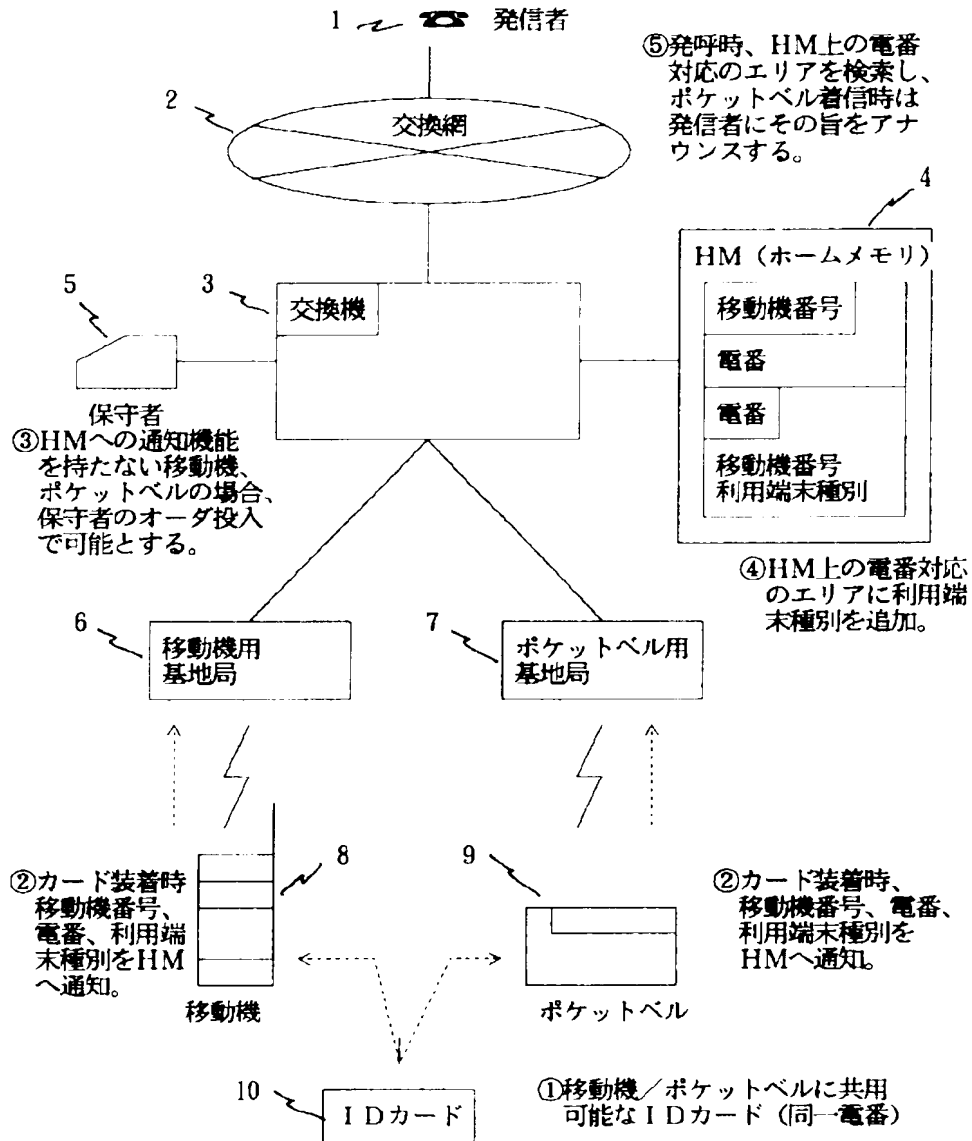 1 発信者
⑤発呼時、HM上の電番
対応のエリアを検索し、
ポケットベル着信時は
発信者にその旨をアナ
ウンスする。
2
交換網
4
HM(ホームメモリ)
移動機番号
電番
電番
移動機番号
利用端末種別
3
交換機
5
保守者
③HMへの通知機能
を持たない移動機、
ポケットベルの場合、
保守者のオーダ投入
で可能とする。
④HM上の電番対応
のエリアに利用端
末種別を追加。
6
移動機用
基地局
7
ポケットベル用
基地局
8
9
②カード装着時
移動機番号、
電番、利用端
末種別をHM
へ通知。
移動機
ポケットベル
②カード装着時、
移動機番号、電番、
利用端末種別を
HMへ通知。
10
IDカード
①移動機/ポケットベルに共用
可能なIDカード(同一電番)